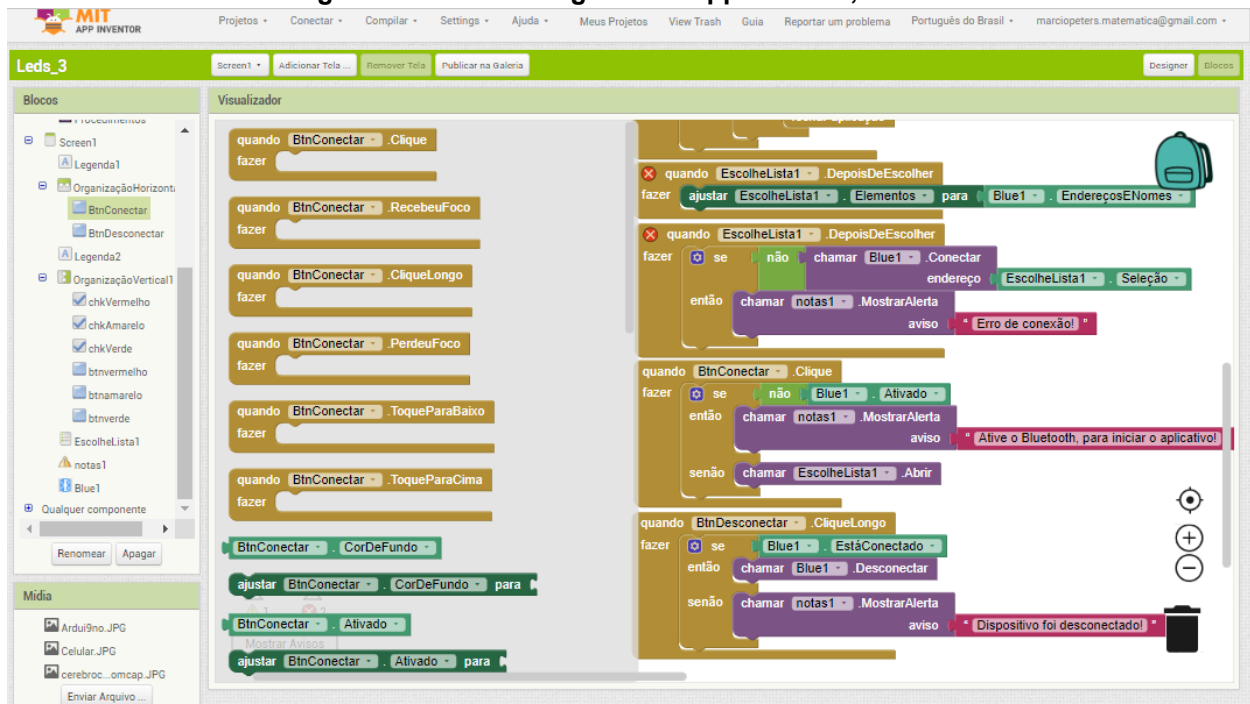 MIT
APP INVENTOR
Projetos Conectar Compilar Settings Ajuda Meus Projetos View Trash Guia Reportar um problema Português do Brasil marciopeters.matematica@gmail.com
Leds_3
Screen1 Adicionar Tela ... Remover Tela Publicar na Galeria
Designer Blocos
Blocos
Procedimentos
Screen1
Legenda1
OrganizaçãoHorizont
BtnConectar
BtnDesconectar
Legenda2
OrganizaçãoVertical1
chkVermelho
chkAmarelo
chkVerde
btnvermelho
btnamarelo
btnverde
EscolheLista1
notas1
Blue1
Qualquer componente
Renomear Apagar
Mídia
Ardui9no.JPG
Celular.JPG
cerebroc...omcap.JPG
Enviar Arquivo ...
Visualizador
quando BtnConectar .Clique
fazer
quando BtnConectar .RecebeuFoco
fazer
quando BtnConectar .CliqueLongo
fazer
quando BtnConectar .PerdeuFoco
fazer
quando BtnConectar .ToqueParaBaixo
fazer
quando BtnConectar .ToqueParaCima
fazer
BtnConectar . CorDeFundo
ajustar BtnConectar . CorDeFundo para
1 2
BtnConectar . Ativado
Mostrar Avisos
ajustar BtnConectar . Ativado para
quando EscolheLista1 .DepoisDeEscolher
fazer ajustar EscolheLista1 . Elementos para Blue1 . EndereçosENomes
quando EscolheLista1 .DepoisDeEscolher
fazer se não chamar Blue1 .Conectar
endereço EscolheLista1 . Seleção
então chamar notas1 .MostrarAlerta
aviso " Erro de conexão! "
quando BtnConectar .Clique
fazer se não Blue1 . Ativado
então chamar notas1 .MostrarAlerta
aviso " Ative o Bluetooth, para iniciar o aplicativo!
senão chamar EscolheLista1 .Abrir
quando BtnDesconectar .CliqueLongo
fazer se Blue1 . EstáConectado
então chamar Blue1 .Desconectar
senão chamar notas1 .MostrarAlerta
aviso " Dispositivo foi desconectado! "